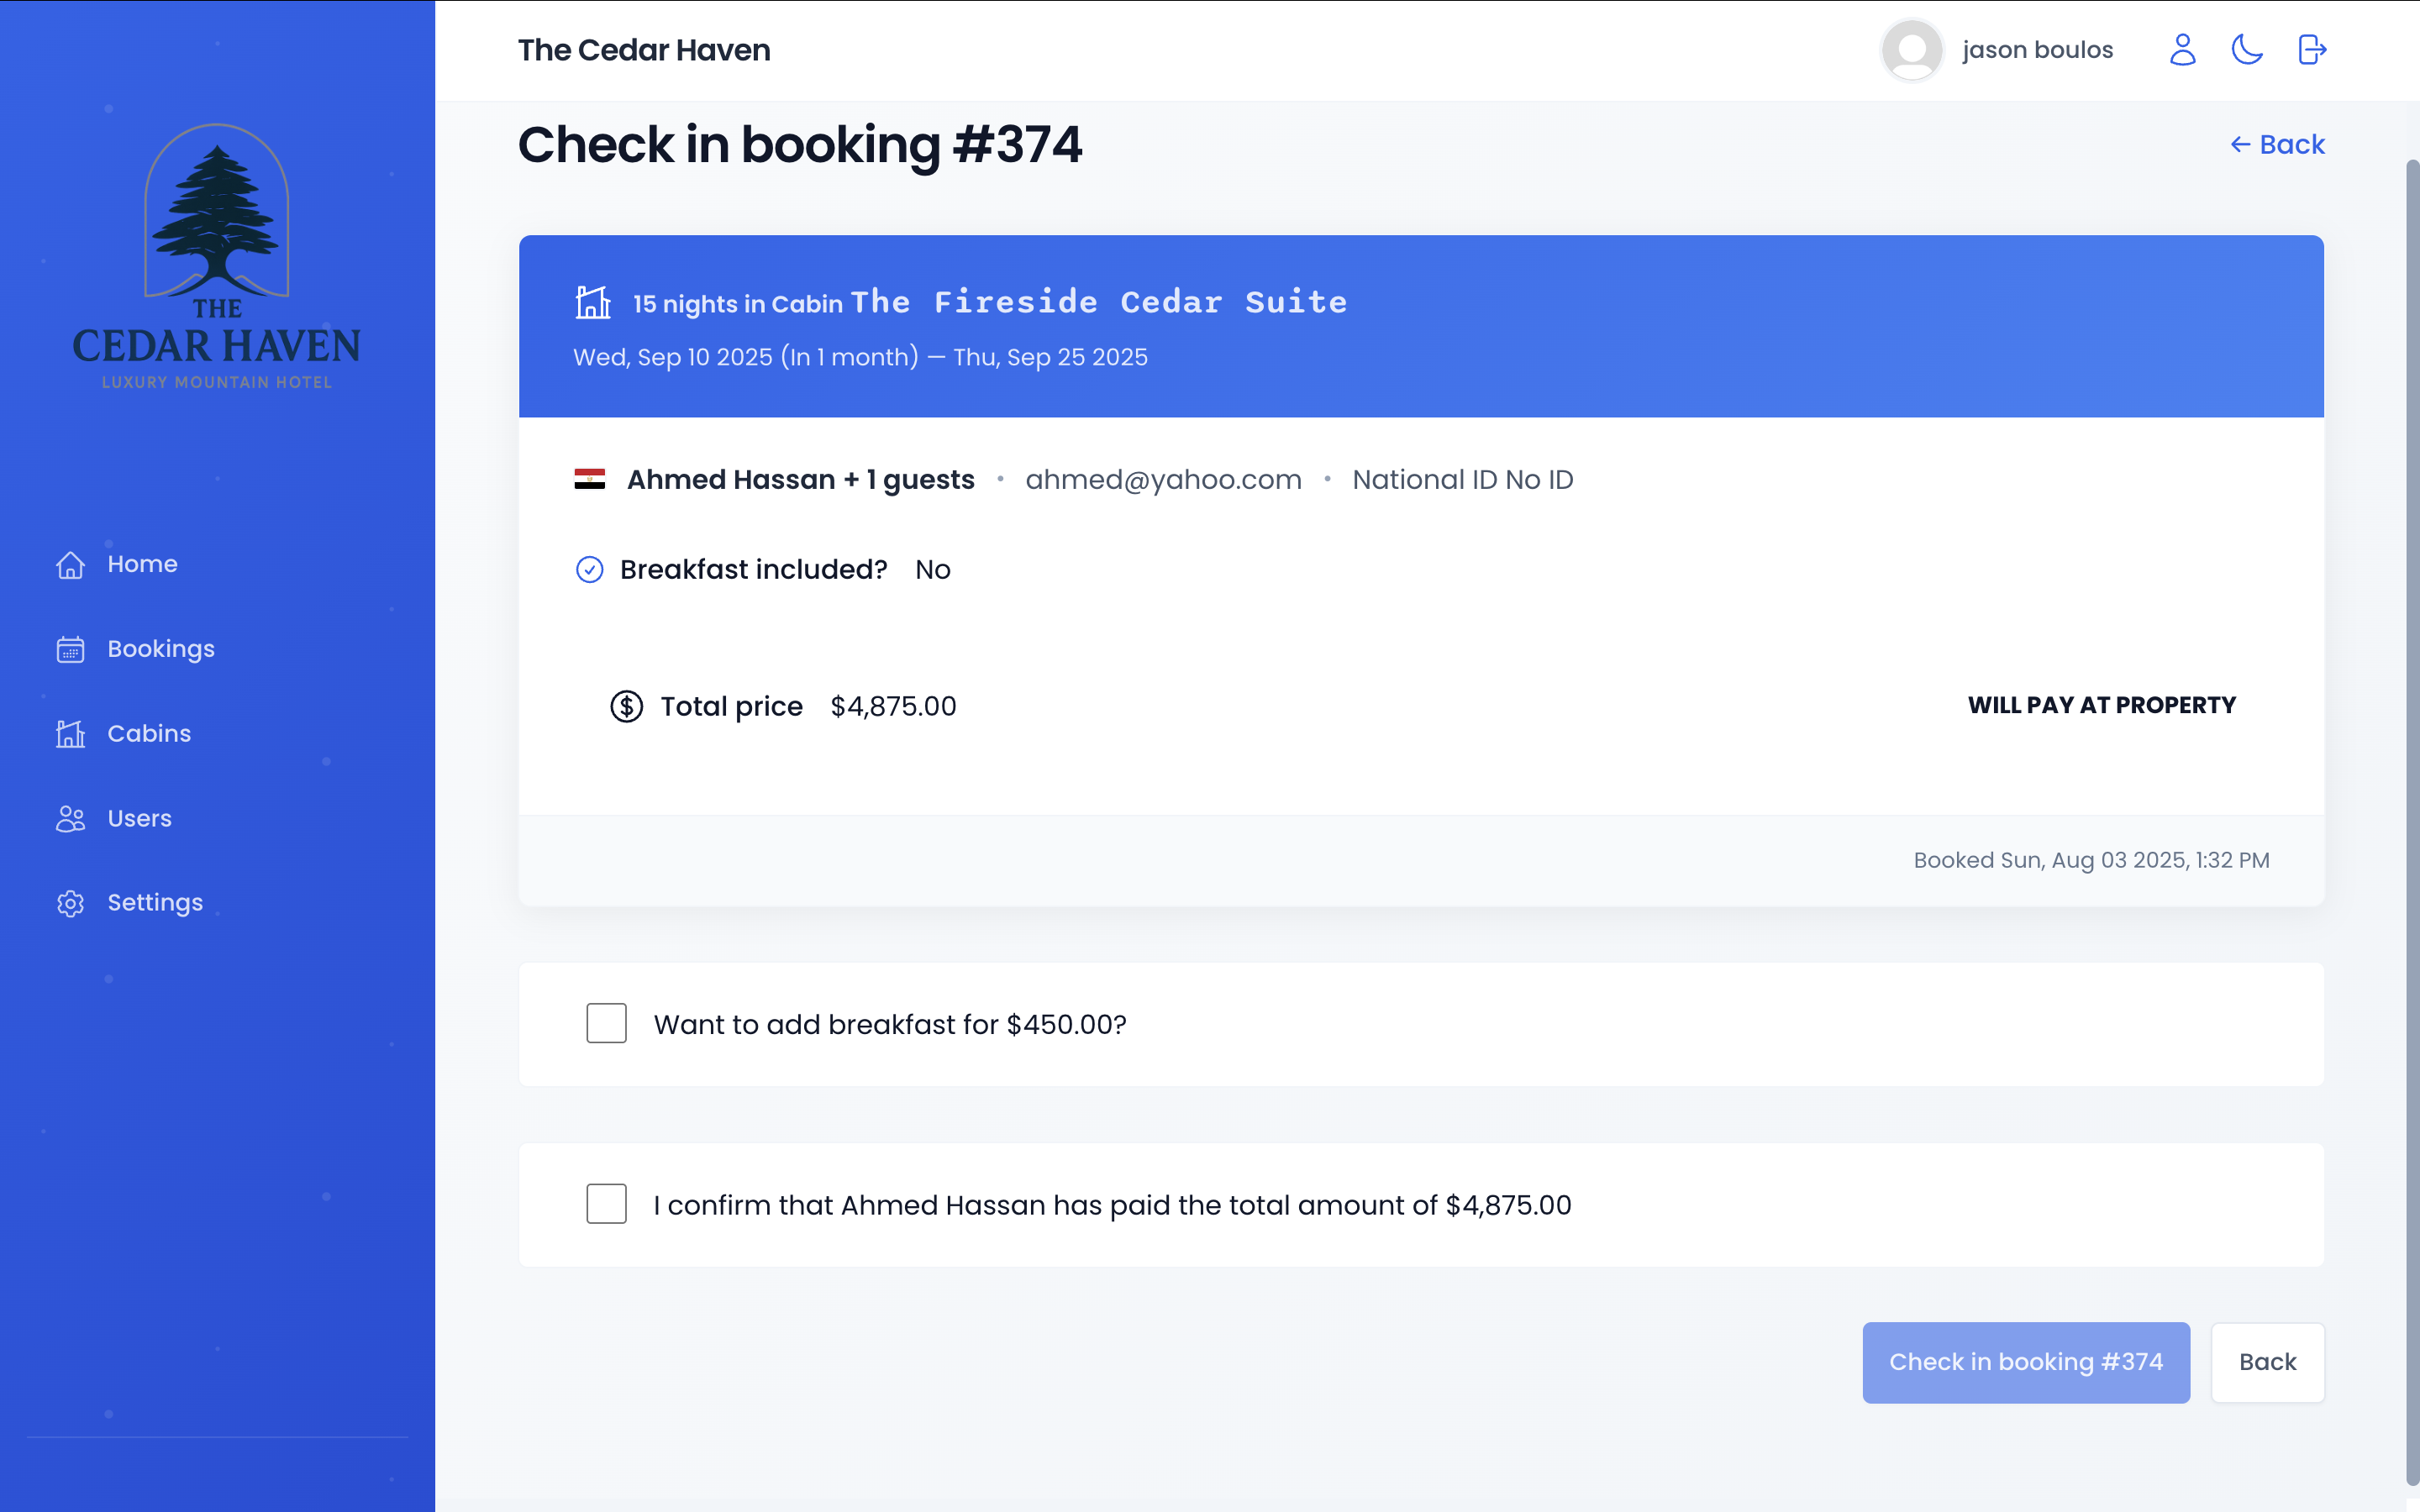 THE
CEDAR HAVEN
LUXURY MOUNTAIN HOTEL
Home
Bookings
Cabins
Users
Settings
The Cedar Haven
jason boulos
Check in booking #374
← Back
15 nights in Cabin The Fireside Cedar Suite
Wed, Sep 10 2025 (In 1 month) — Thu, Sep 25 2025
Ahmed Hassan + 1 guests • ahmed@yahoo.com • National ID No ID
Breakfast included? No
Total price $4,875.00
WILL PAY AT PROPERTY
Booked Sun, Aug 03 2025, 1:32 PM
Want to add breakfast for $450.00?
I confirm that Ahmed Hassan has paid the total amount of $4,875.00
Check in booking #374
Back